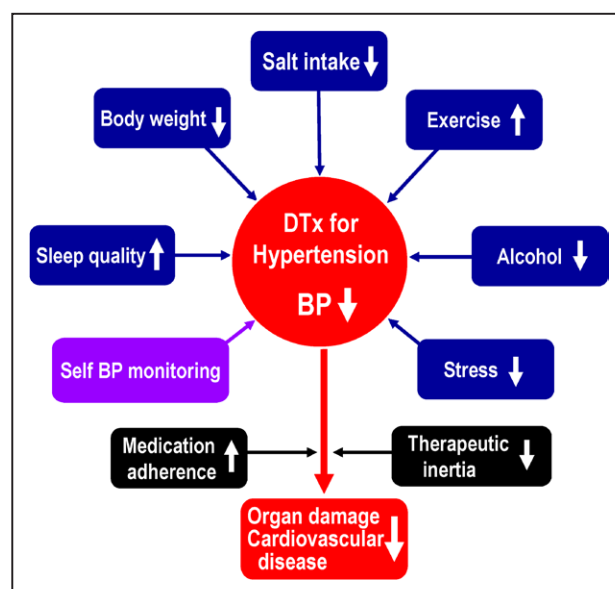 Salt intake
Body weight
Exercise
DTx for
Hypertension
BP
Sleep quality
Alcohol
Self BP monitoring
Stress
Medication
adherence
Therapeutic
inertia
Organ damage
Cardiovascular
disease